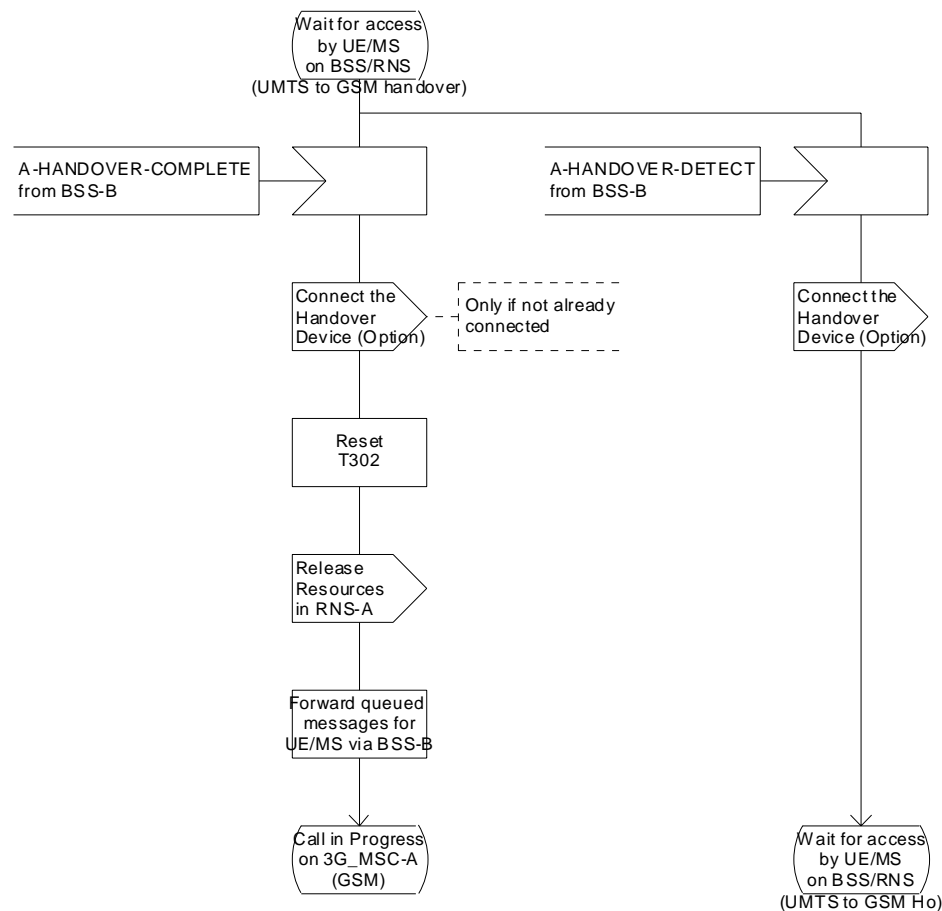 Wait for access
by UE/MS
on BSS/RNS
(UMTS to GSM handover)
A-HANDOVER-COMPLETE
from BSS-B
A-HANDOVER-DETECT
from BSS-B
Connect the
Handover
Device (Option)
Only if not already
connected
Connect the
Handover
Device (Option)
Reset
T302
Release
Resources
in RNS-A
Forward queued
messages for
UE/MS via BSS-B
Call in Progress
on 3G_MSC-A
(GSM)
Wait for access
by UE/MS
on BSS/RNS
(UMTS to GSM Ho)